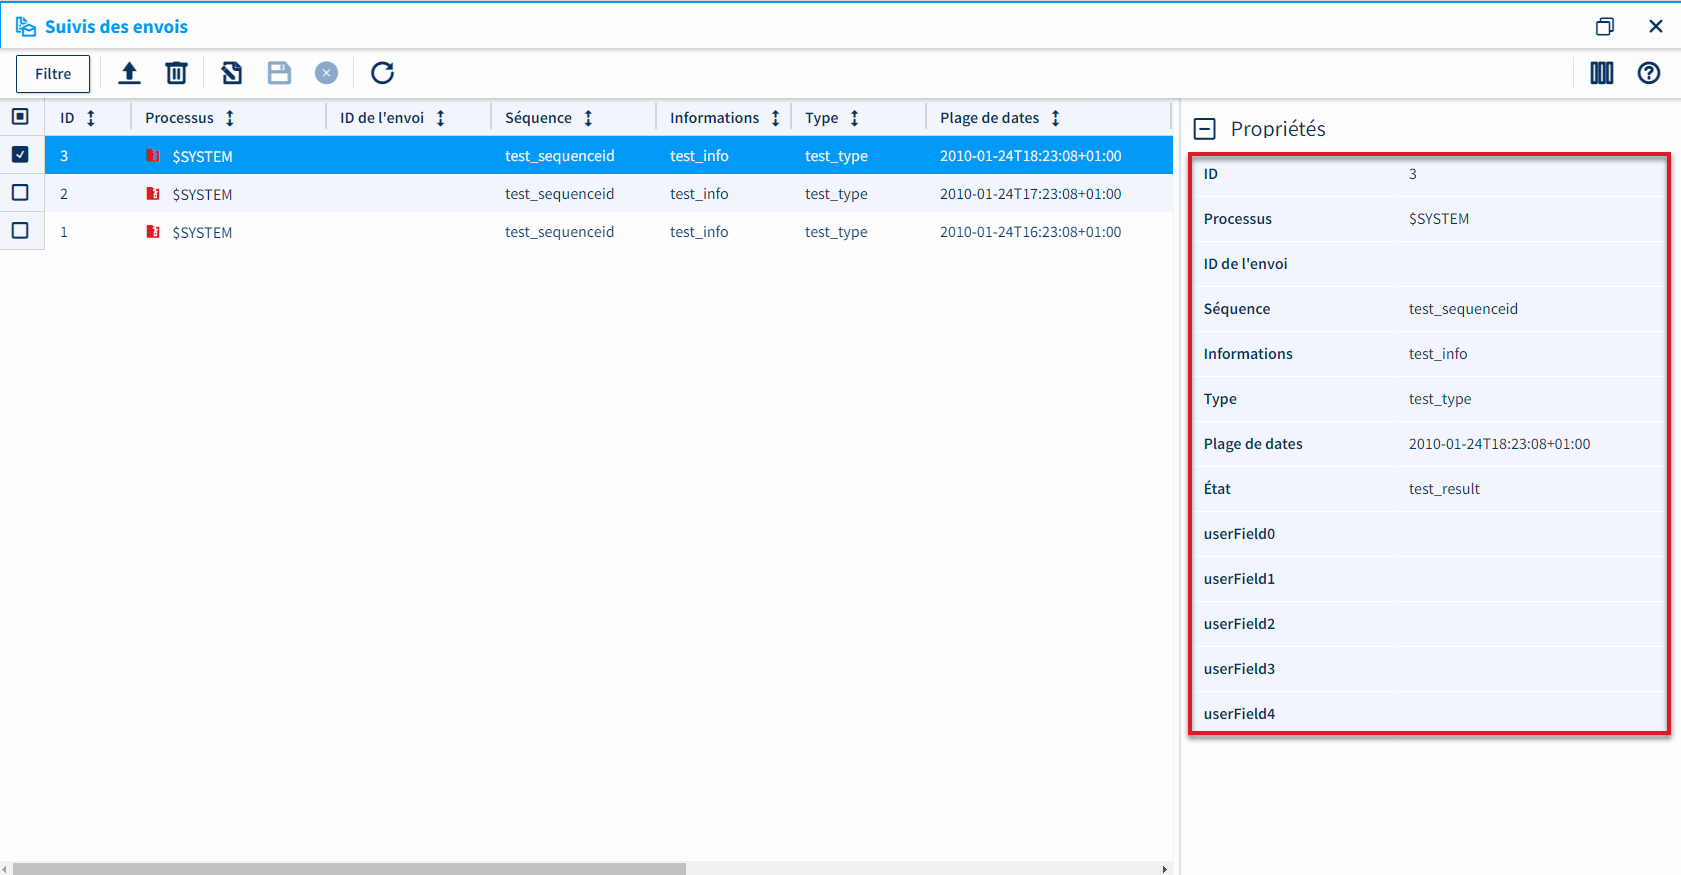 Suivis des envois
Filtre
ID Processus ID de l'envoi Séquence Informations Type Plage de dates
3 $SYSTEM test_sequenceid test_info test_type 2010-01-24T18:23:08+01:00
2 $SYSTEM test_sequenceid test_info test_type 2010-01-24T17:23:08+01:00
1 $SYSTEM test_sequenceid test_info test_type 2010-01-24T16:23:08+01:00
Propriétés
ID 3
Processus $SYSTEM
ID de l'envoi
Séquence test_sequenceid
Informations test_info
Type test_type
Plage de dates 2010-01-24T18:23:08+01:00
État test_result
userField0
userField1
userField2
userField3
userField4